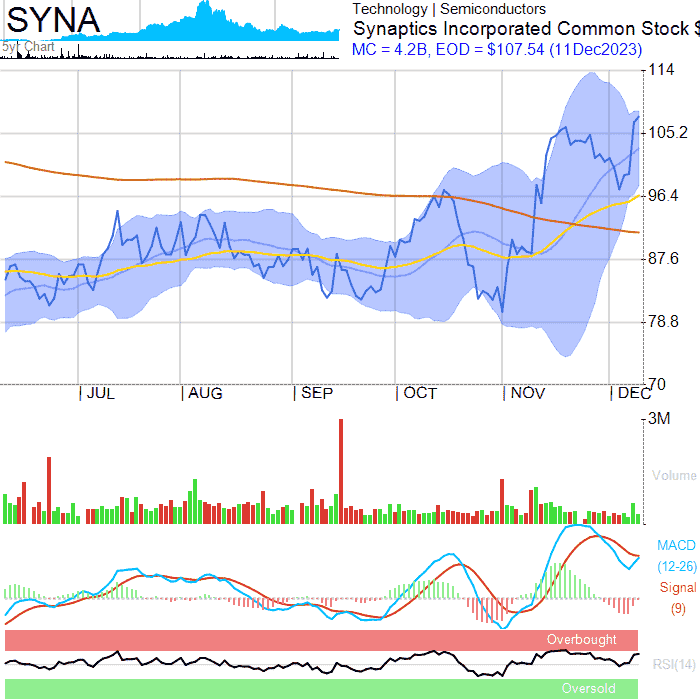 SYNA
5yr Chart
Technology | Semiconductors
Synaptics Incorporated Common Stock $
MC = 4.2B, EOD = $107.54 (11Dec2023)
114
105.2
96.4
87.6
78.8
70
| JUL | AUG | SEP | OCT | NOV | DEC
3M
Volume
MACD
(12-26)
Signal
(9)
Overbought
RSI(14)
Oversold